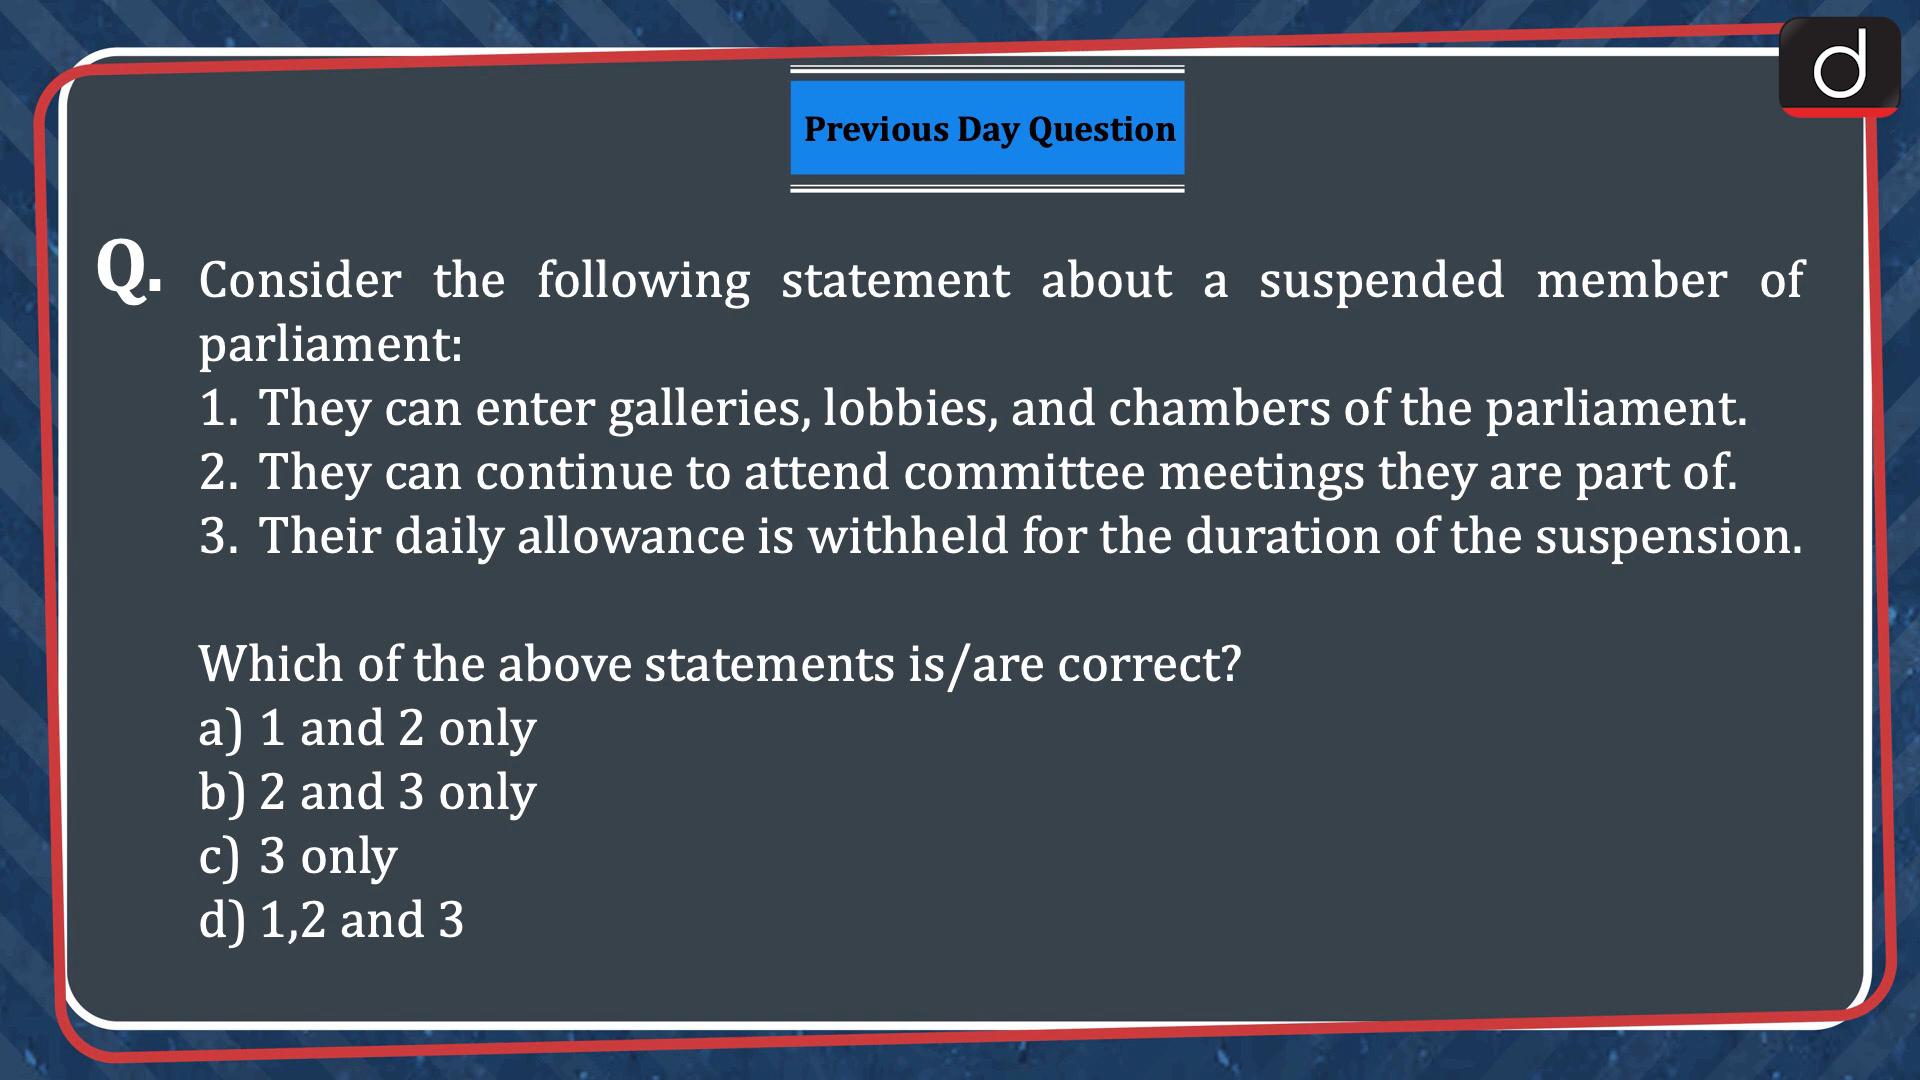 d
Previous Day Question
Q. Consider the following statement about a suspended member of
parliament:
1. They can enter galleries, lobbies, and chambers of the parliament.
2. They can continue to attend committee meetings they are part of.
3. Their daily allowance is withheld for the duration of the suspension.
Which of the above statements is/are correct?
a) 1 and 2 only
b) 2 and 3 only
c) 3 only
d) 1,2 and 3